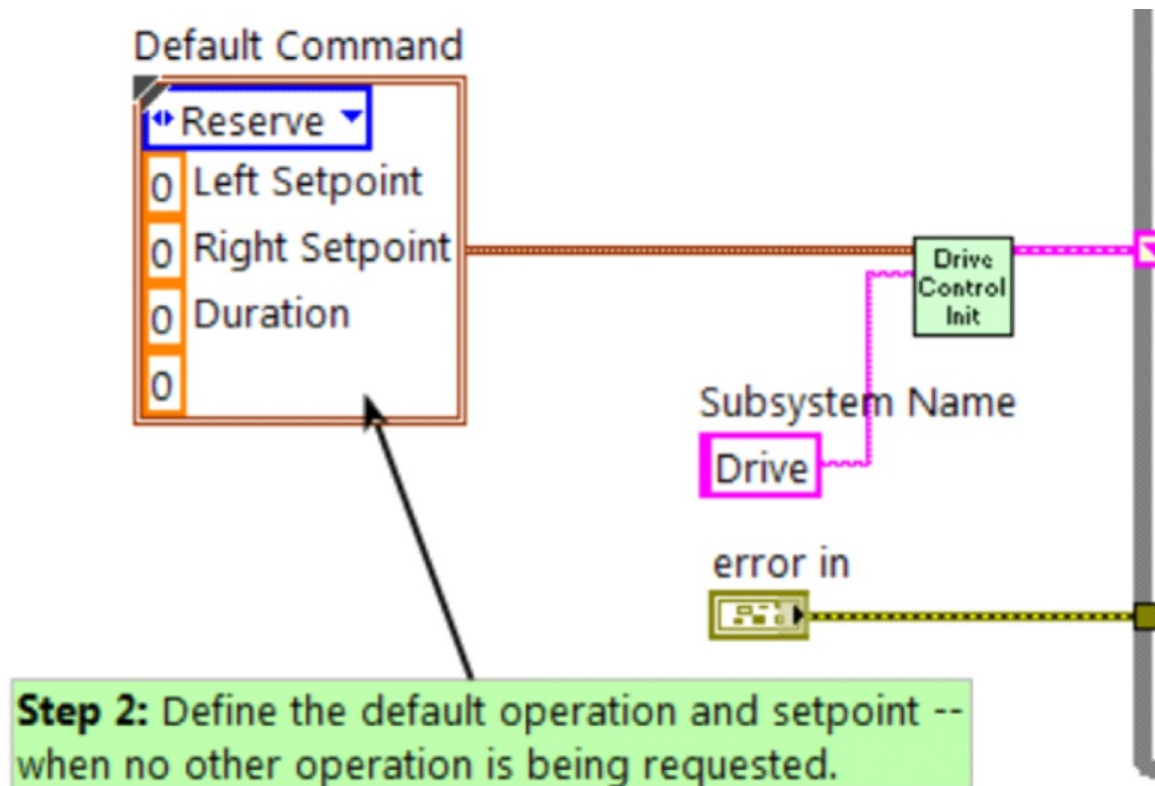 Default Command
Reserve
0 Left Setpoint
0 Right Setpoint
0 Duration
0
Drive
Control
Init
Subsystem Name
Drive
error in
Step 2: Define the default operation and setpoint --
when no other operation is being requested.